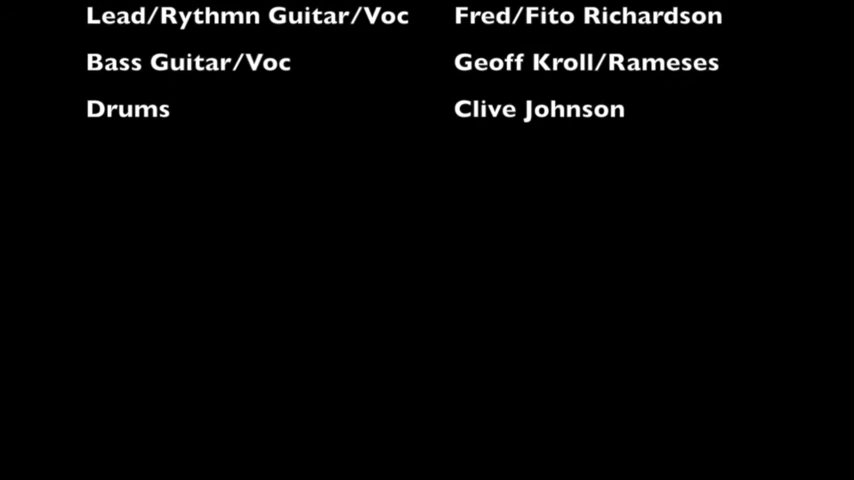 Lead/Rythmn Guitar/Voc Fred/Fito Richardson
Bass Guitar/Voc Geoff Kroll/Rameses
Drums Clive Johnson